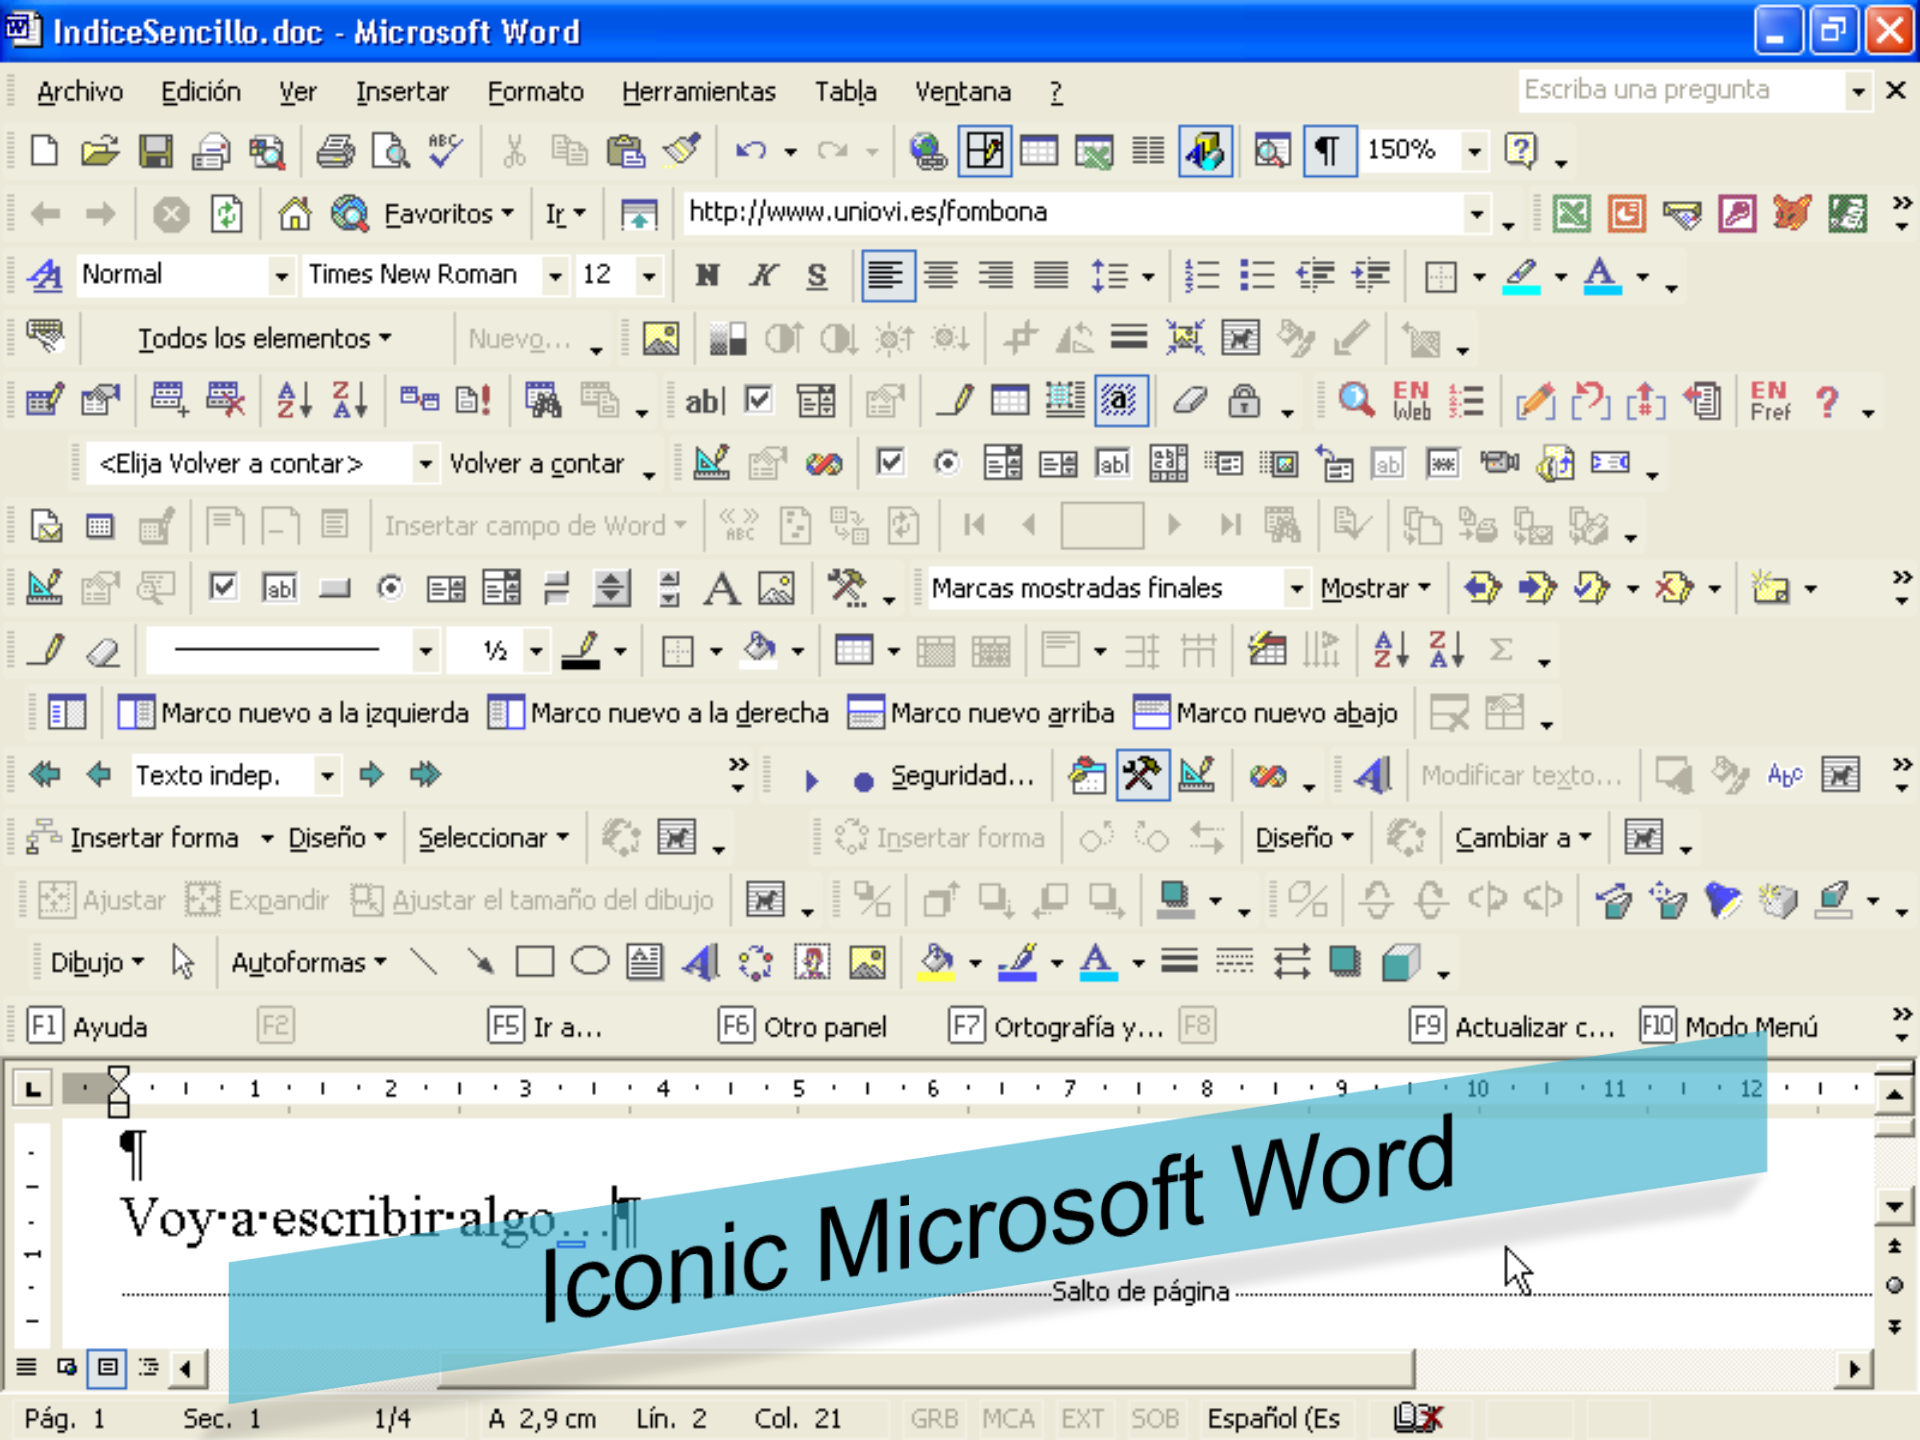 IndiceSencillo.doc - Microsoft Word
Archivo Edición Ver Insertar Formato Herramientas Tabla Ventana ? Escriba una pregunta
ABC 150%
Favoritos Ir http://www.uniovi.es/fombona
Normal Times New Roman 12 N K S A
Todos los elementos Nuevo...
A Z Z A ab| a EN Web EN Pref ?
<Elija Volver a contar> Volver a contar ab| ab
Insertar campo de Word ABC
ab| A Marcas mostradas finales Mostrar
½ A Z Z A Σ
Marco nuevo a la izquierda Marco nuevo a la derecha Marco nuevo arriba Marco nuevo abajo
Texto indep. Seguridad... Modificar texto... Abc
Insertar forma Diseño Seleccionar Insertar forma Diseño Cambiar a
Ajustar Expandir Ajustar el tamaño del dibujo
Dibujo Autoformas A A
F1 Ayuda F2 F5 Ir a... F6 Otro panel F7 Ortografía y... F8 F9 Actualizar c... F10 Modo Menú
L 1 2 3 4 5 6 7 8 9 10 11 12
¶
Voy·a·escribir·algo...¶
1
Iconic Microsoft Word
Salto de página
Pág. 1 Sec. 1 1/4 A 2,9 cm Lín. 2 Col. 21 GRB MCA EXT SOB Español (Es